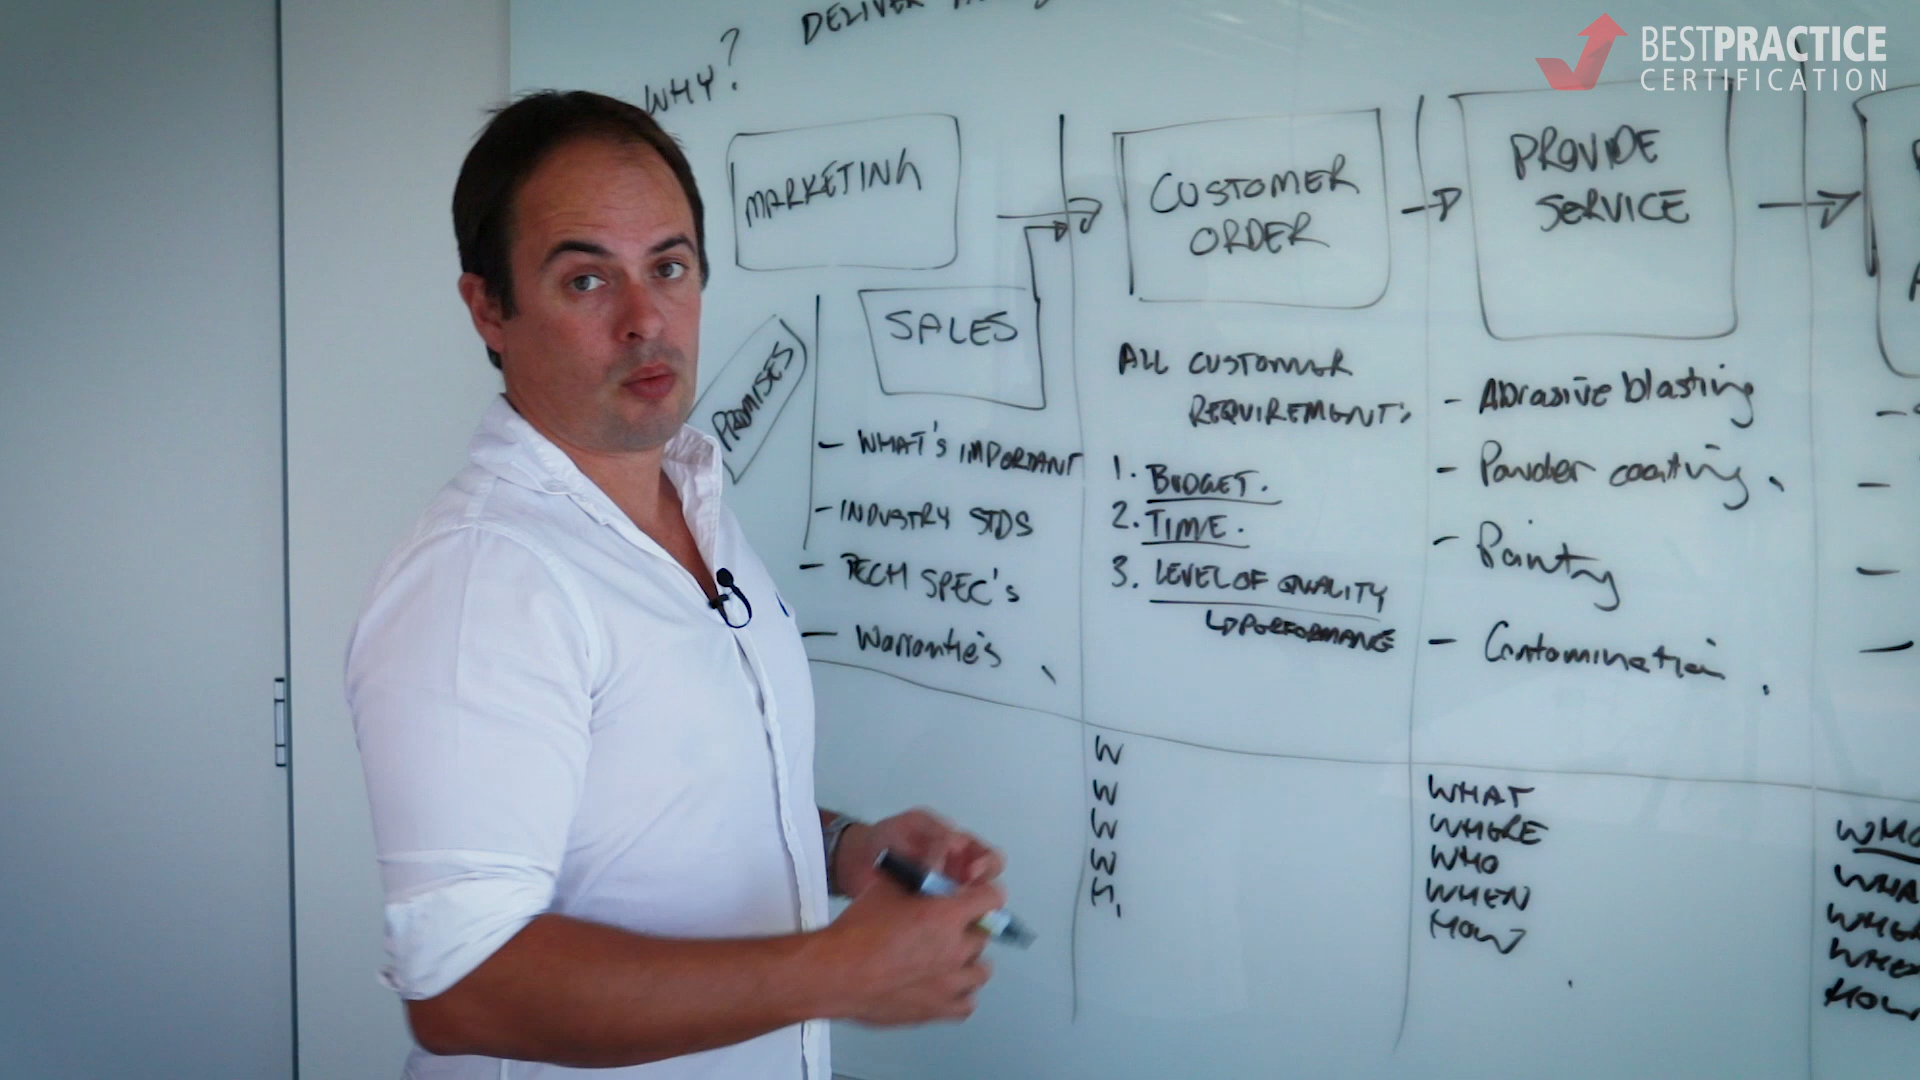 BESTPRACTICE
CERTIFICATION
DELIVER
WHY?
MARKETING
SALES
PROMISES
- WHAT'S IMPORTANT
- INDUSTRY STDS
- TECH SPEC'S
- Warranties
CUSTOMER
ORDER
ALL CUSTOMER
REQUIREMENTS
1. BUDGET.
2. TIME.
3. LEVEL OF QUALITY
PERFORMANCE
W
W
W
W
H,
PROVIDE
SERVICE
- Abrasive blasting
- Powder coating
- Painty
- Contamination
WHAT
WHERE
WHO
WHEN
HOW